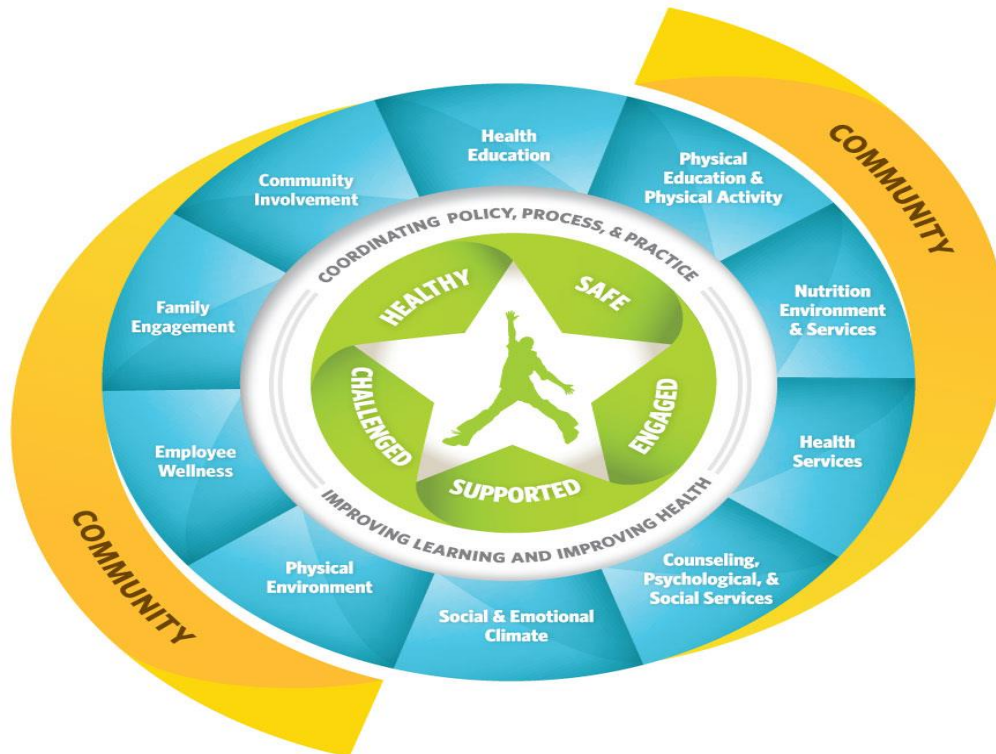 COMMUNITY
Health
Education
Physical
Education &
Physical Activity
Nutrition
Environment
& Services
Health
Services
Counseling,
Psychological, &
Social Services
Social & Emotional
Climate
Physical
Environment
Employee
Wellness
Family
Engagement
Community
Involvement
COORDINATING POLICY, PROCESS, & PRACTICE
IMPROVING LEARNING AND IMPROVING HEALTH
HEALTHY
SAFE
ENGAGED
SUPPORTED
CHALLENGED
COMMUNITY